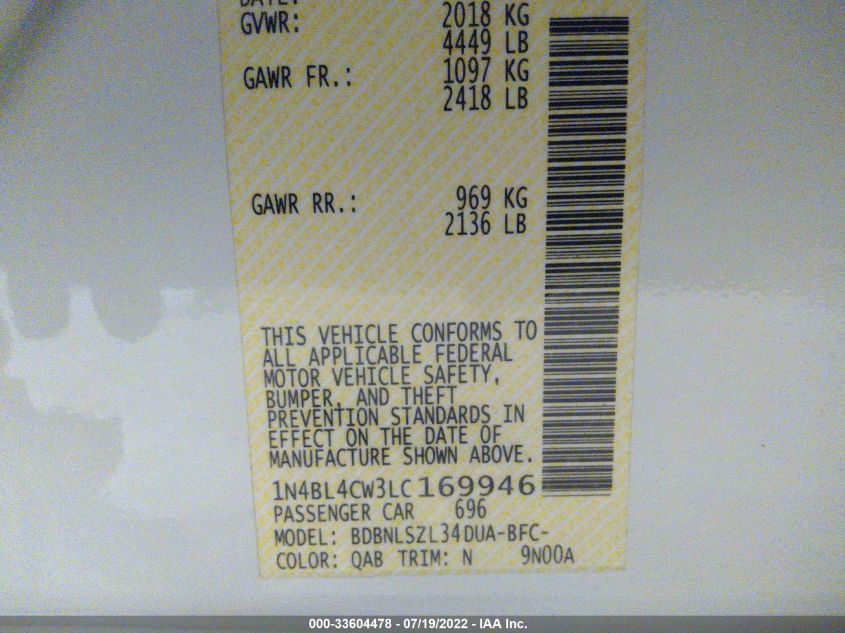 GVWR: 2018 KG
4449 LB
GAWR FR.: 1097 KG
2418 LB
GAWR RR.: 969 KG
2136 LB
THIS VEHICLE CONFORMS TO
ALL APPLICABLE FEDERAL
MOTOR VEHICLE SAFETY,
BUMPER, AND THEFT
PREVENTION STANDARDS IN
EFFECT ON THE DATE OF
MANUFACTURE SHOWN ABOVE.
1N4BL4CW3LC169946
PASSENGER CAR 696
MODEL: BDBNLSZL34DUA-BFC-
COLOR: QAB TRIM: N 9N00A
000-33604478 - 07/19/2022 - IAA Inc.